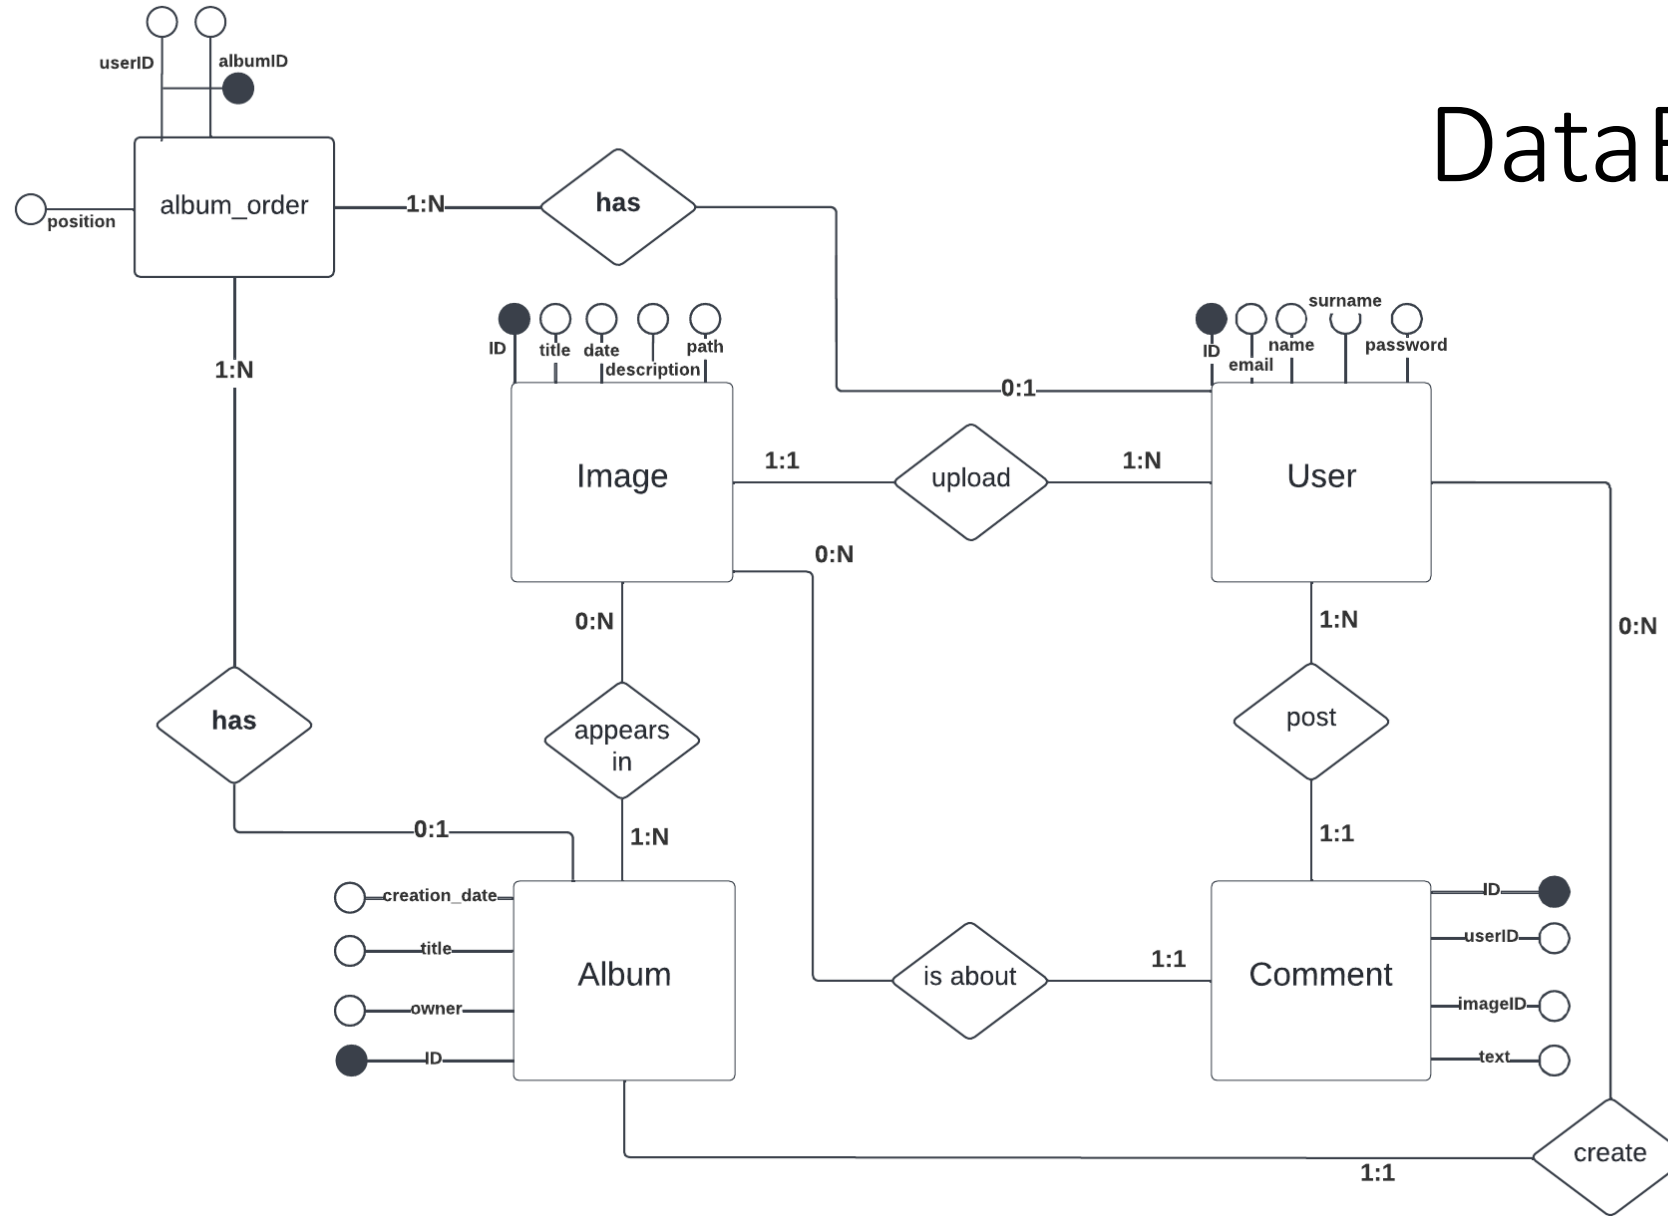 userID
albumID
DataB
album_order
1:N
has
position
surname
ID
title
date
path
description
ID
email
name
password
1:N
0:1
Image
1:1
upload
1:N
User
0:N
0:N
1:N
0:N
has
appears
in
post
0:1
1:N
1:1
creation_date
ID
title
userID
owner
Album
is about
1:1
Comment
imageID
ID
text
create
1:1